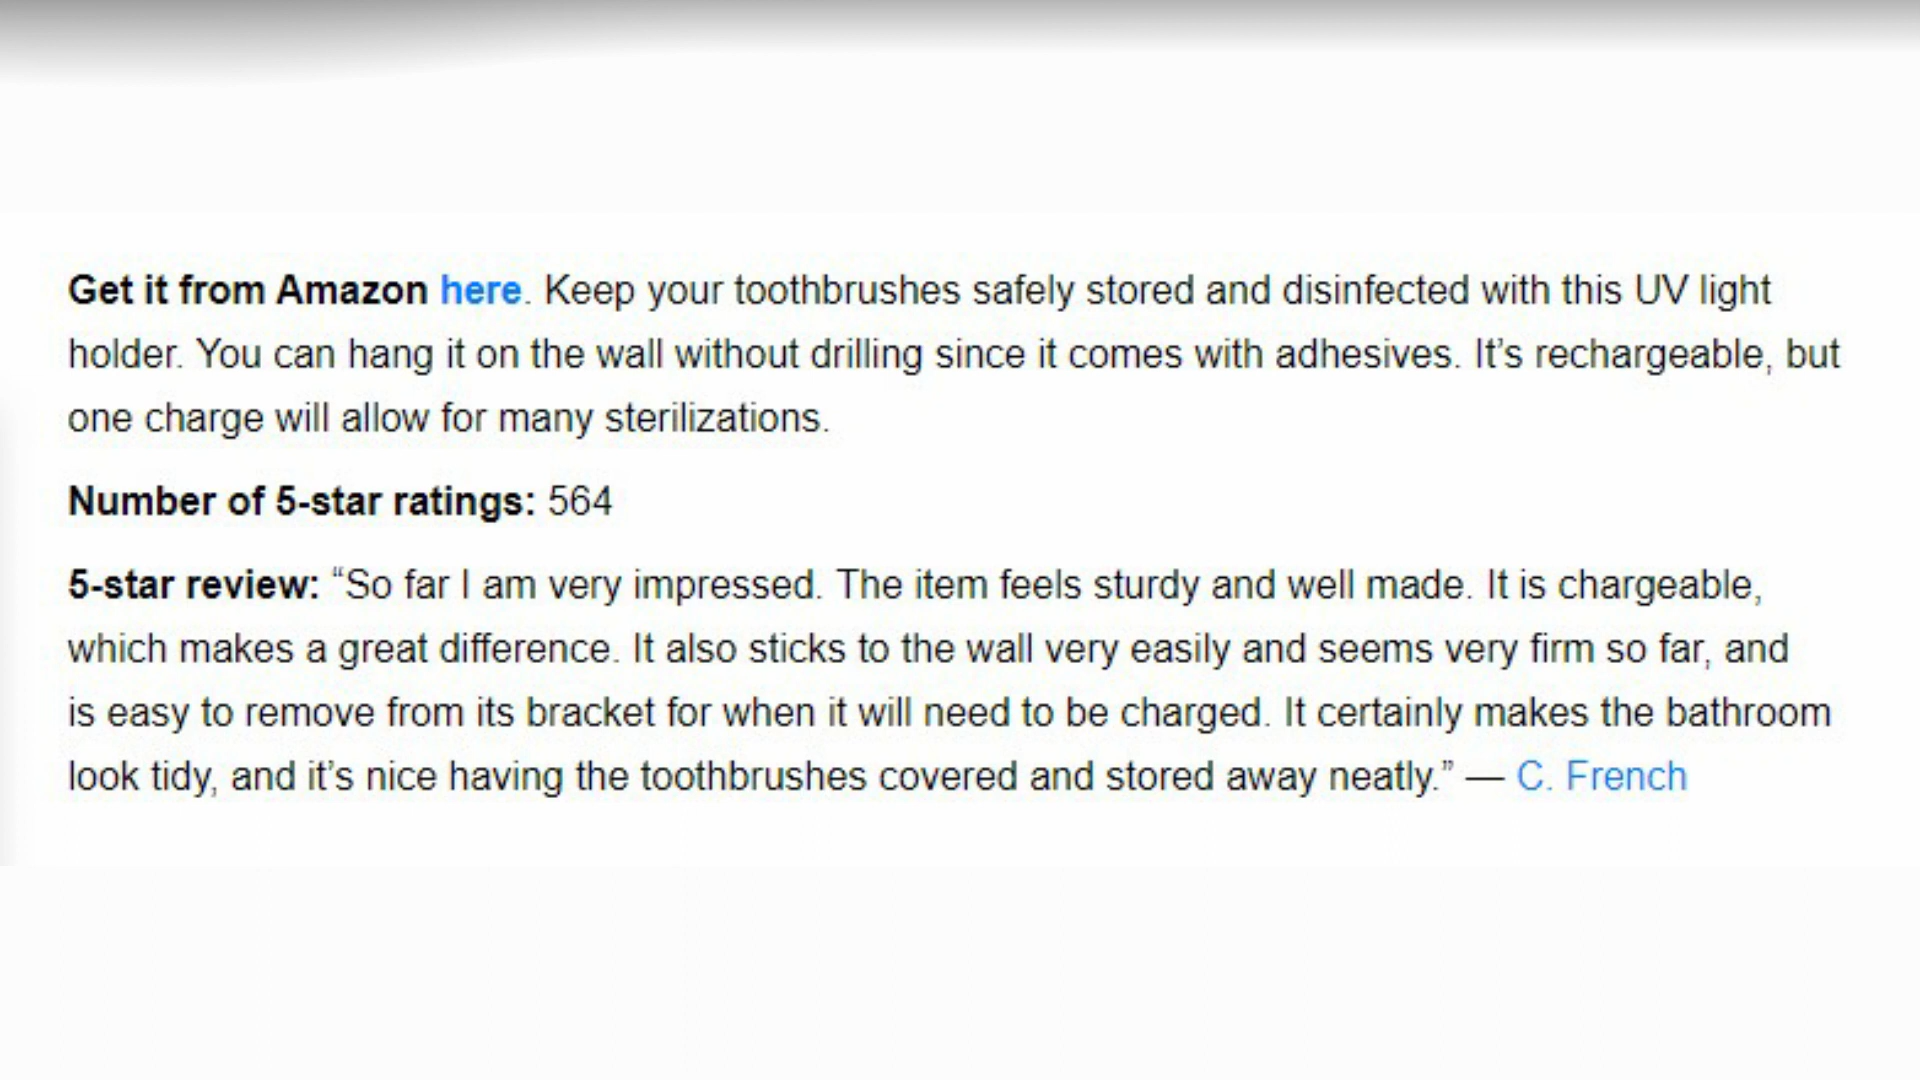 Get it from Amazon here. Keep your toothbrushes safely stored and disinfected with this UV light
holder. You can hang it on the wall without drilling since it comes with adhesives. It’s rechargeable, but
one charge will allow for many sterilizations.
Number of 5-star ratings: 564
5-star review: “So far I am very impressed. The item feels sturdy and well made. It is chargeable,
which makes a great difference. It also sticks to the wall very easily and seems very firm so far, and
is easy to remove from its bracket for when it will need to be charged. It certainly makes the bathroom
look tidy, and it’s nice having the toothbrushes covered and stored away neatly.” — C. French